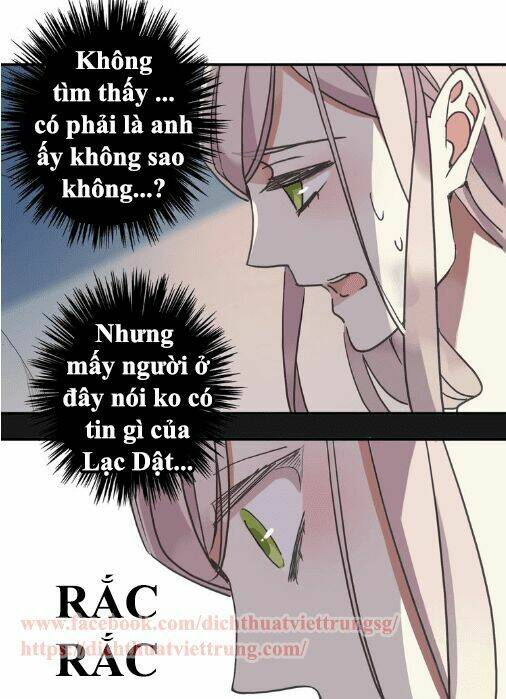 Không
tìm thấy ...
có phải là anh
ấy không sao
không...?
Nhưng
mấy người ở
đây nói ko có
tin gì của
Lạc Dật...
RẮC
www.facebook.com/dichthuatviettrungsg/
https://dichthuatviettrung.com/
RẮC